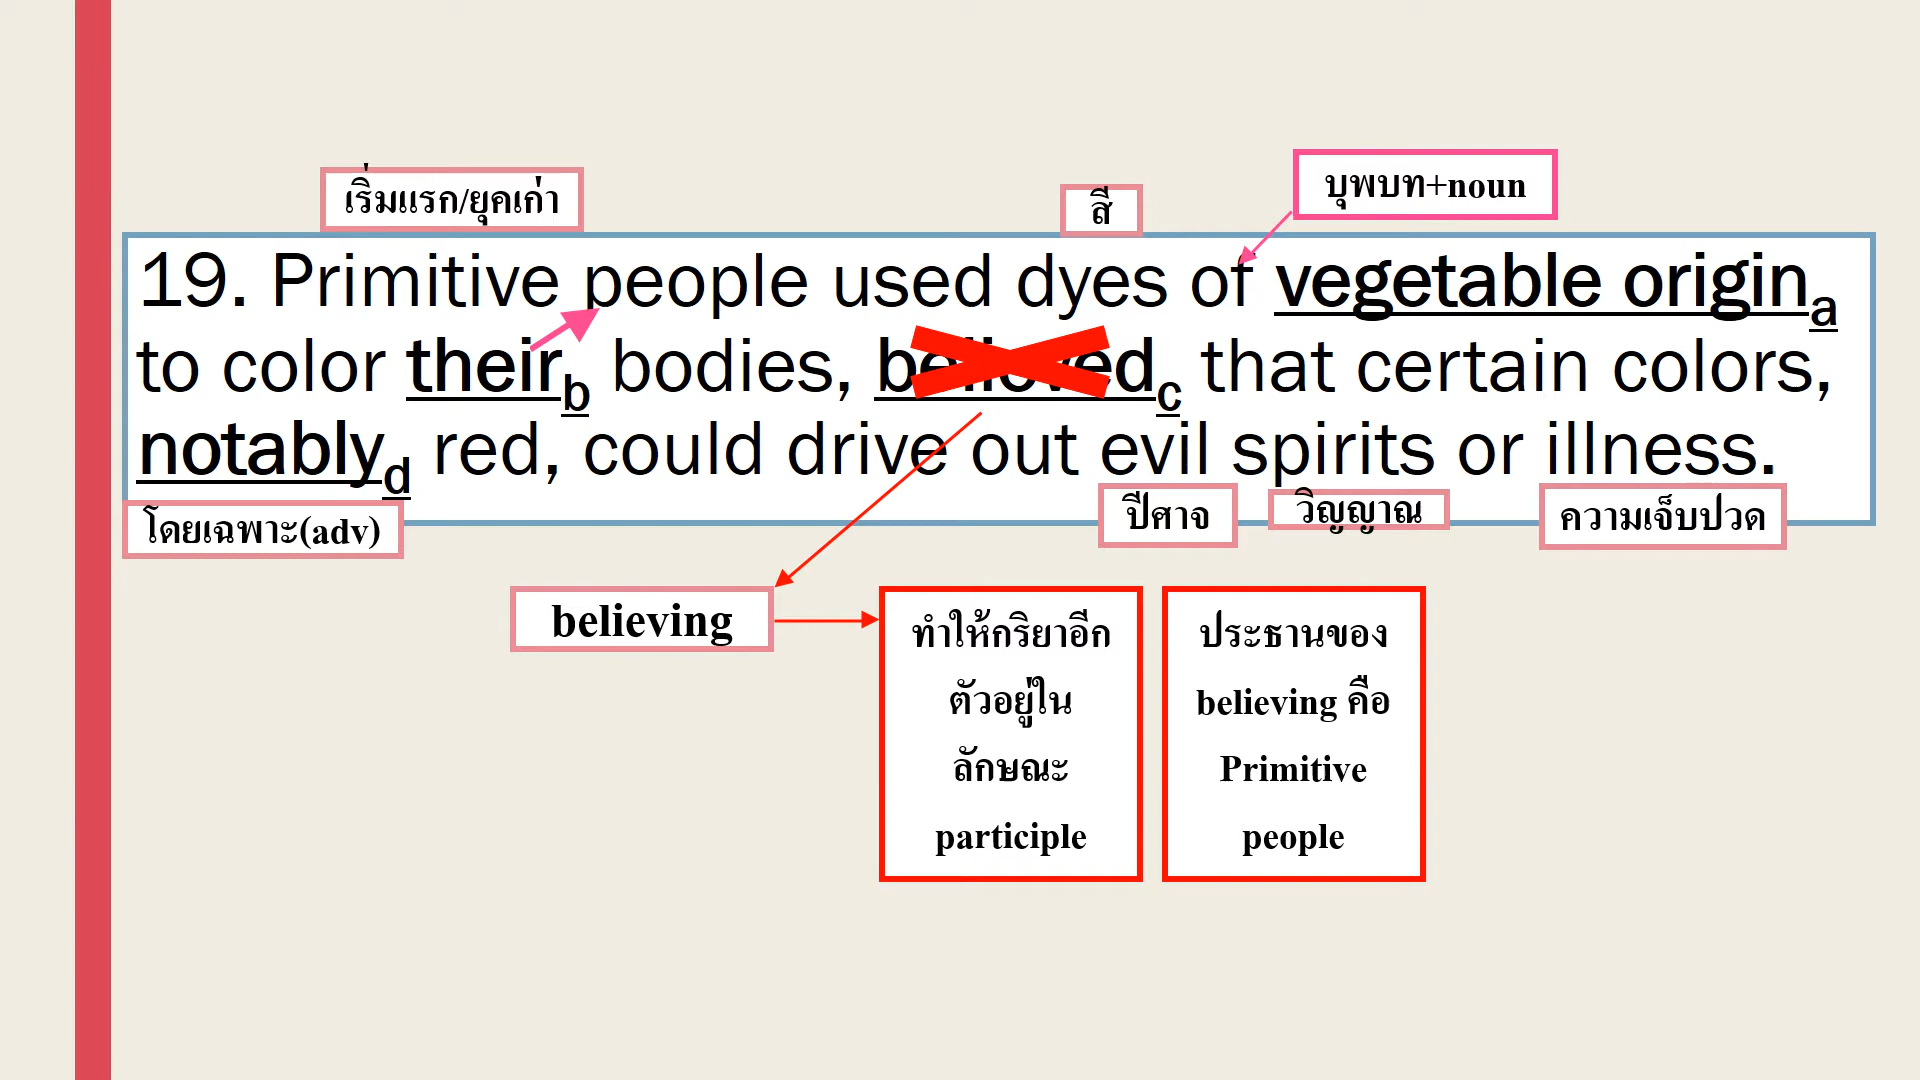 เริ่มแรก/ยุคเก่า
สี
บุพบท+noun
19. Primitive people used dyes of vegetable origin a
to color their b bodies, believed c that certain colors,
notably d red, could drive out evil spirits or illness.
โดยเฉพาะ(adv)
ปีศาจ
วิญญาณ
ความเจ็บปวด
believing
ทำให้กริยาอีก
ตัวอยู่ใน
ลักษณะ
participle
ประธานของ
believing คือ
Primitive
people